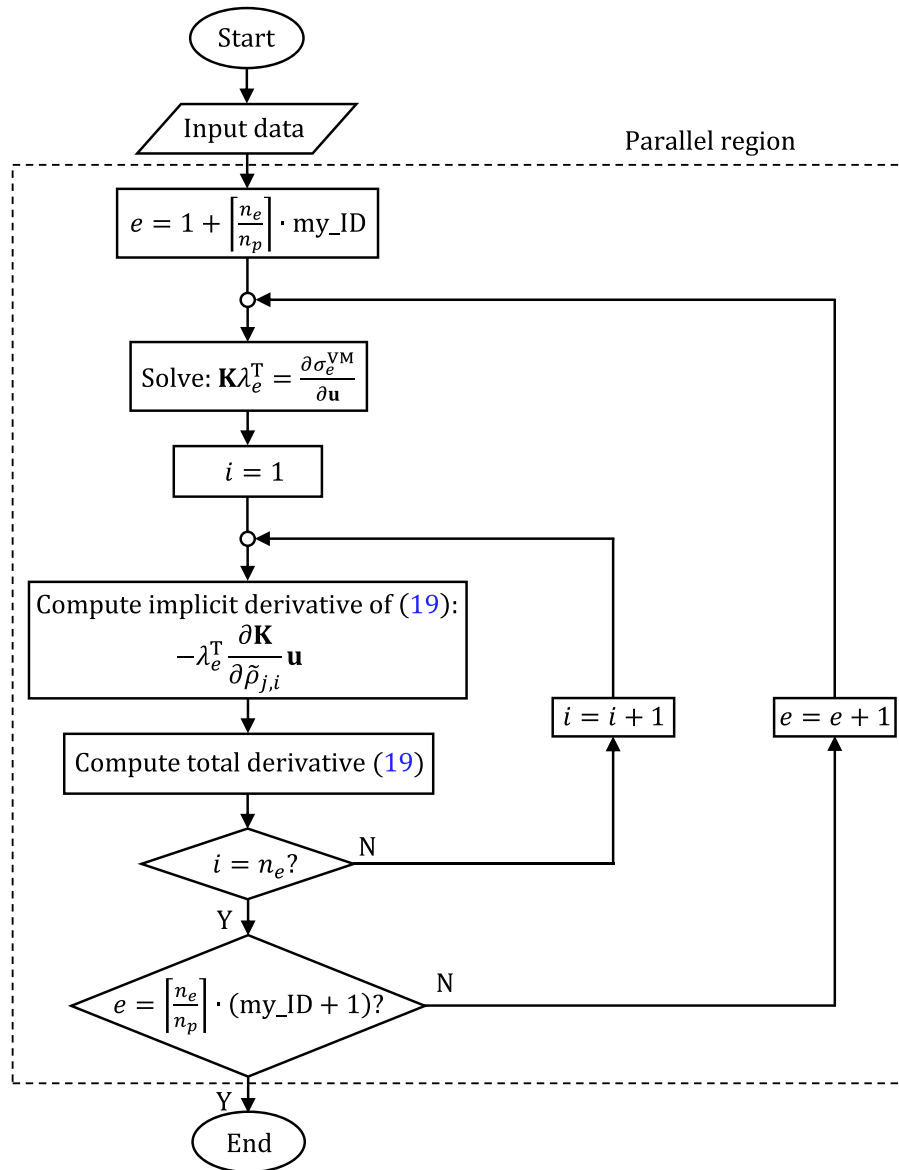 Start
Input data
Parallel region
e = 1 + ⌈n_e/n_p⌉ · my_ID
Solve: 𝐊λ_e^T = ∂σ_e^VM/∂𝐮
i = 1
Compute implicit derivative of (19):
−λ_e^T ∂𝐊/∂ρ̃_{j,i} 𝐮
i = i + 1
e = e + 1
Compute total derivative (19)
i = n_e?
N
Y
e = ⌈n_e/n_p⌉ · (my_ID + 1)?
N
Y
End